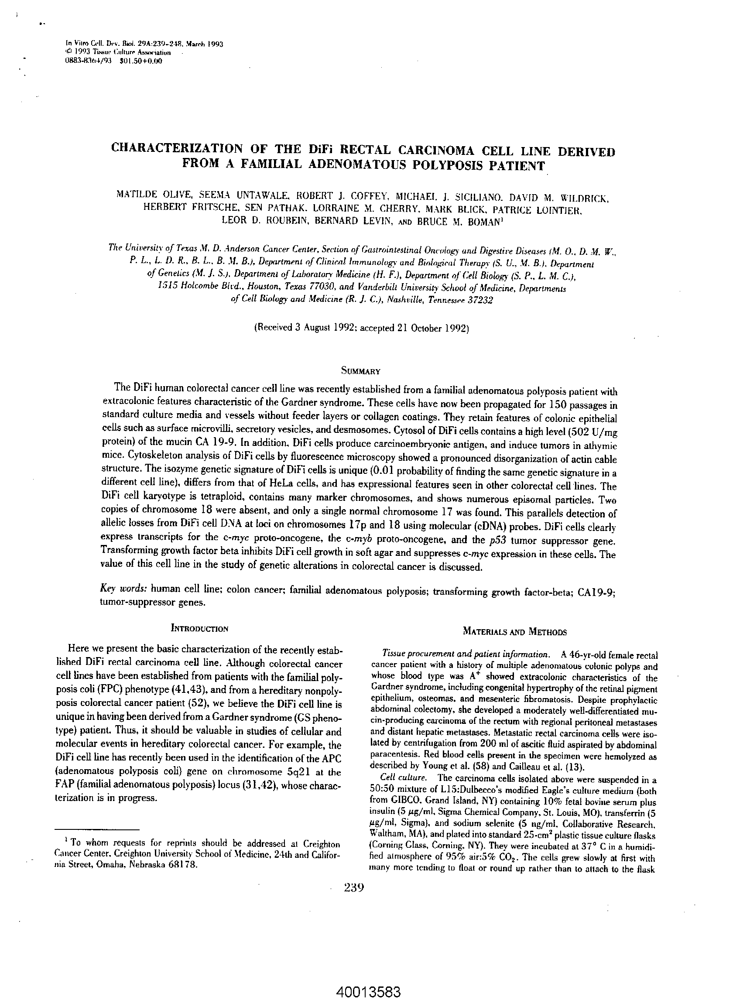 In Vitro Cell. Dev. Biol. 29A:239-248, March 1993
© 1993 Tissue Culture Association
0883-8364/93 $01.50+0.00
CHARACTERIZATION OF THE DiFi RECTAL CARCINOMA CELL LINE DERIVED
FROM A FAMILIAL ADENOMATOUS POLYPOSIS PATIENT
MATILDE OLIVE, SEEMA UNTAWALE, ROBERT J. COFFEY, MICHAEL J. SICILIANO, DAVID M. WILDRICK,
HERBERT FRITSCHE, SEN PATHAK, LORRAINE M. CHERRY, MARK BLICK, PATRICE LOINTIER,
LEOR D. ROUBEIN, BERNARD LEVIN, AND BRUCE M. BOMAN¹
The University of Texas M. D. Anderson Cancer Center, Section of Gastrointestinal Oncology and Digestive Diseases (M. O., D. M. W.,
P. L., L. D. R., B. L., B. M. B.), Department of Clinical Immunology and Biological Therapy (S. U., M. B.), Department
of Genetics (M. J. S.), Department of Laboratory Medicine (H. F.), Department of Cell Biology (S. P., L. M. C.),
1515 Holcombe Blvd., Houston, Texas 77030, and Vanderbilt University School of Medicine, Departments
of Cell Biology and Medicine (R. J. C.), Nashville, Tennessee 37232
(Received 3 August 1992; accepted 21 October 1992)
SUMMARY
The DiFi human colorectal cancer cell line was recently established from a familial adenomatous polyposis patient with
extracolonic features characteristic of the Gardner syndrome. These cells have now been propagated for 150 passages in
standard culture media and vessels without feeder layers or collagen coatings. They retain features of colonic epithelial
cells such as surface microvilli, secretory vesicles, and desmosomes. Cytosol of DiFi cells contains a high level (502 U/mg
protein) of the mucin CA 19-9. In addition, DiFi cells produce carcinoembryonic antigen, and induce tumors in athymic
mice. Cytoskeleton analysis of DiFi cells by fluorescence microscopy showed a pronounced disorganization of actin cable
structure. The isozyme genetic signature of DiFi cells is unique (0.01 probability of finding the same genetic signature in a
different cell line), differs from that of HeLa cells, and has expressional features seen in other colorectal cell lines. The
DiFi cell karyotype is tetraploid, contains many marker chromosomes, and shows numerous episomal particles. Two
copies of chromosome 18 were absent, and only a single normal chromosome 17 was found. This parallels detection of
allelic losses from DiFi cell DNA at loci on chromosomes 17p and 18 using molecular (cDNA) probes. DiFi cells clearly
express transcripts for the c-myc proto-oncogene, the c-myb proto-oncogene, and the p53 tumor suppressor gene.
Transforming growth factor beta inhibits DiFi cell growth in soft agar and suppresses c-myc expression in these cells. The
value of this cell line in the study of genetic alterations in colorectal cancer is discussed.
Key words: human cell line; colon cancer; familial adenomatous polyposis; transforming growth factor-beta; CA19-9;
tumor-suppressor genes.
INTRODUCTION
Here we present the basic characterization of the recently estab-
lished DiFi rectal carcinoma cell line. Although colorectal cancer
cell lines have been established from patients with the familial poly-
posis coli (FPC) phenotype (41,43), and from a hereditary nonpoly-
posis colorectal cancer patient (52), we believe the DiFi cell line is
unique in having been derived from a Gardner syndrome (GS pheno-
type) patient. Thus, it should be valuable in studies of cellular and
molecular events in hereditary colorectal cancer. For example, the
DiFi cell line has recently been used in the identification of the APC
(adenomatous polyposis coli) gene on chromosome 5q21 at the
FAP (familial adenomatous polyposis) locus (31,42), whose charac-
terization is in progress.
¹ To whom requests for reprints should be addressed at Creighton
Cancer Center, Creighton University School of Medicine, 24th and Califor-
nia Street, Omaha, Nebraska 68178.
MATERIALS AND METHODS
Tissue procurement and patient information. A 46-yr-old female rectal
cancer patient with a history of multiple adenomatous colonic polyps and
whose blood type was A⁺ showed extracolonic characteristics of the
Gardner syndrome, including congenital hypertrophy of the retinal pigment
epithelium, osteomas, and mesenteric fibromatosis. Despite prophylactic
abdominal colectomy, she developed a moderately well-differentiated mu-
cin-producing carcinoma of the rectum with regional peritoneal metastases
and distant hepatic metastases. Metastatic rectal carcinoma cells were iso-
lated by centrifugation from 200 ml of ascitic fluid aspirated by abdominal
paracentesis. Red blood cells present in the specimen were hemolyzed as
described by Young et al. (58) and Cailleau et al. (13).
Cell culture. The carcinoma cells isolated above were suspended in a
50:50 mixture of L15:Dulbecco's modified Eagle's culture medium (both
from GIBCO, Grand Island, NY) containing 10% fetal bovine serum plus
insulin (5 µg/ml, Sigma Chemical Company, St. Louis, MO), transferrin (5
µg/ml, Sigma), and sodium selenite (5 ng/ml, Collaborative Research,
Waltham, MA), and plated into standard 25-cm² plastic tissue culture flasks
(Corning Glass, Corning, NY). They were incubated at 37° C in a humidi-
fied atmosphere of 95% air:5% CO₂. The cells grew slowly at first with
many more tending to float or round up rather than to attach to the flask
239
40013583